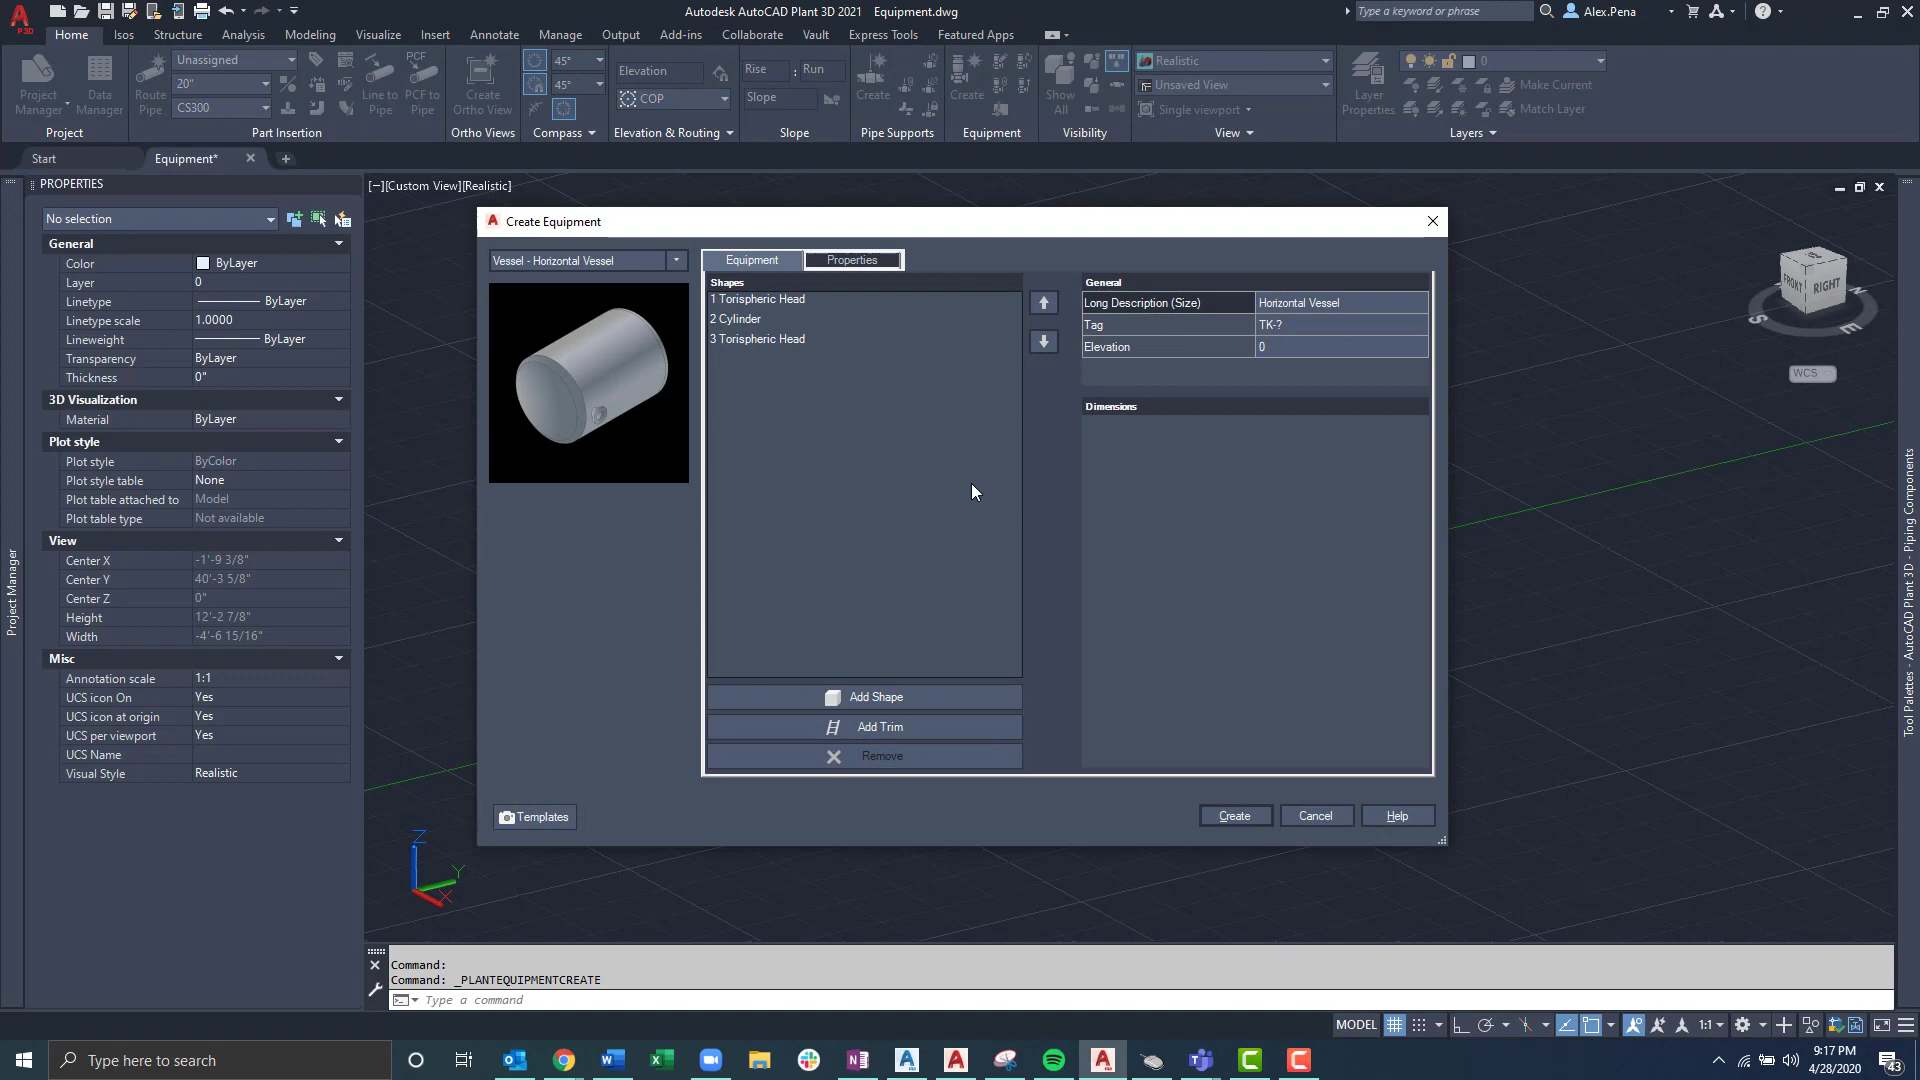 Autodesk AutoCAD Plant 3D 2021 Equipment.dwg
Type a keyword or phrase
Alex.Pena
P3D
Home Isos Structure Analysis Modeling Visualize Insert Annotate Manage Output Add-ins Collaborate Vault Express Tools Featured Apps
Project Manager
Data Manager
Project
Route Pipe
Unassigned
20"
CS300
Line to Pipe
PCF
PCF to Pipe
Part Insertion
Create Ortho View
Ortho Views
45°
45°
Compass
Elevation
COP
Elevation & Routing
Rise : Run
Slope
Slope
Create
Pipe Supports
Create
Equipment
Show All
Visibility
Realistic
Unsaved View
Single viewport
View
Layer Properties
0
Make Current
Match Layer
Layers
Start
Equipment*
PROPERTIES
No selection
General
Color ByLayer
Layer 0
Linetype ByLayer
Linetype scale 1.0000
Lineweight ByLayer
Transparency ByLayer
Thickness 0"
3D Visualization
Material ByLayer
Plot style
Plot style ByColor
Plot style table None
Plot table attached to Model
Plot table type Not available
View
Center X -1'-9 3/8"
Center Y 40'-3 5/8"
Center Z 0"
Height 12'-2 7/8"
Width -4'-6 15/16"
Misc
Annotation scale 1:1
UCS icon On Yes
UCS icon at origin Yes
UCS per viewport Yes
UCS Name
Visual Style Realistic
Project Manager
[−][Custom View][Realistic]
Create Equipment
Vessel - Horizontal Vessel
Equipment Properties
Shapes
1 Torispheric Head
2 Cylinder
3 Torispheric Head
Add Shape
Add Trim
Remove
General
Long Description (Size) Horizontal Vessel
Tag TK-?
Elevation 0
Dimensions
Templates
Create Cancel Help
FRONT RIGHT
S E
WCS
Tool Palettes - AutoCAD Plant 3D - Piping Components
Z
Y
X
Command:
Command: _PLANTEQUIPMENTCREATE
Type a command
MODEL
1:1
Type here to search
9:17 PM
4/28/2020
43